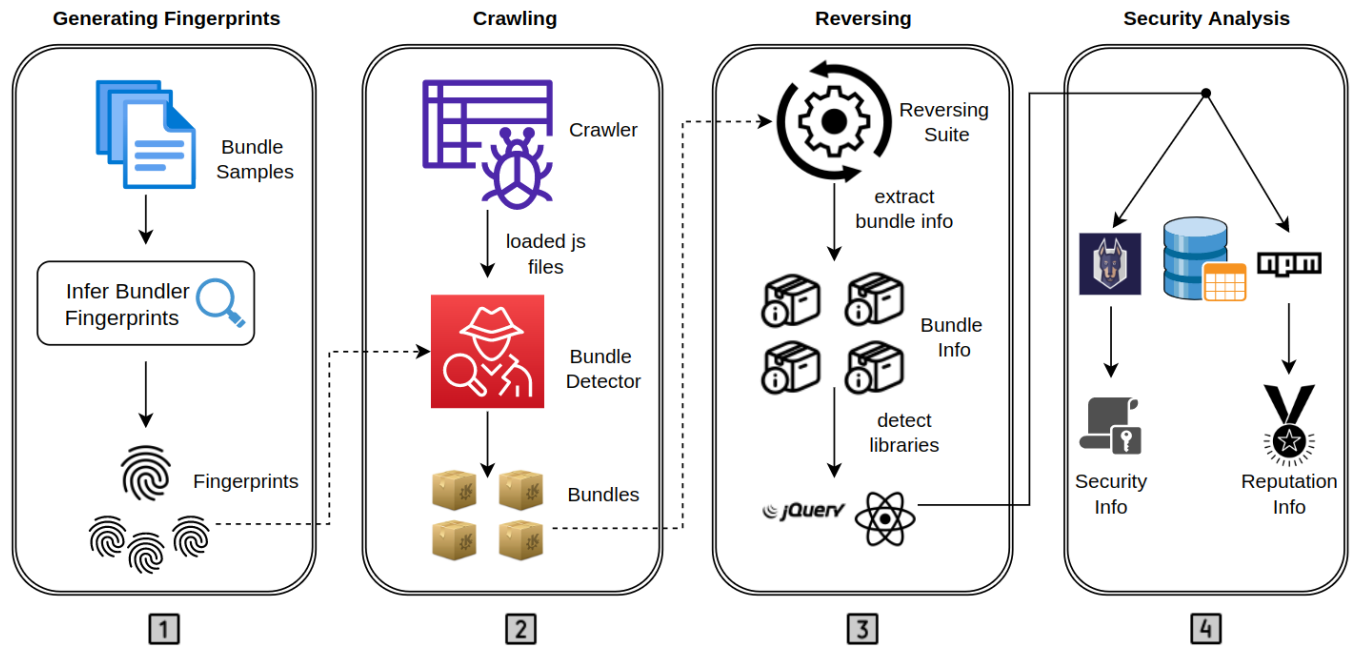 Generating Fingerprints
Bundle
Samples
Infer Bundler
Fingerprints
Fingerprints
1
Crawling
Crawler
loaded js
files
Bundle
Detector
Bundles
2
Reversing
Reversing
Suite
extract
bundle info
Bundle
Info
detect
libraries
jQuery
3
Security Analysis
npm
Security
Info
Reputation
Info
4